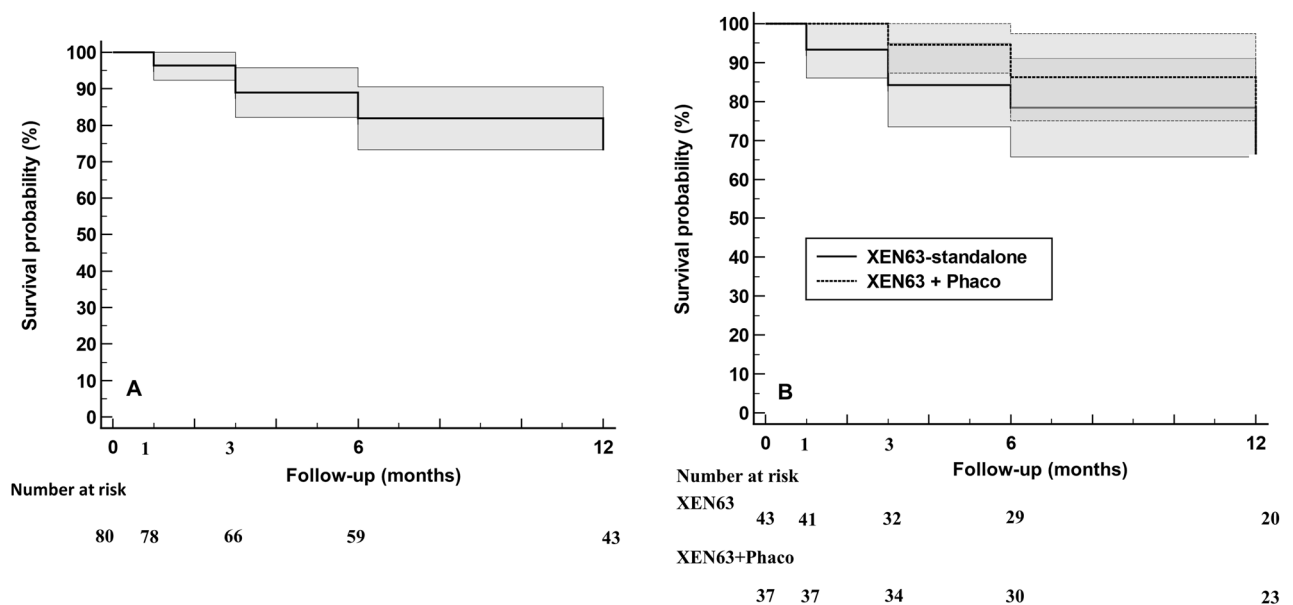 100
90
80
70
60
50
40
30
20
10
0
Survival probability (%)
A
0 1 3 6 12
Follow-up (months)
Number at risk
80 78 66 59 43
100
90
80
70
60
50
40
30
20
10
0
Survival probability (%)
XEN63-standalone
XEN63 + Phaco
B
0 1 3 6 12
Follow-up (months)
Number at risk
XEN63
43 41 32 29 20
XEN63+Phaco
37 37 34 30 23